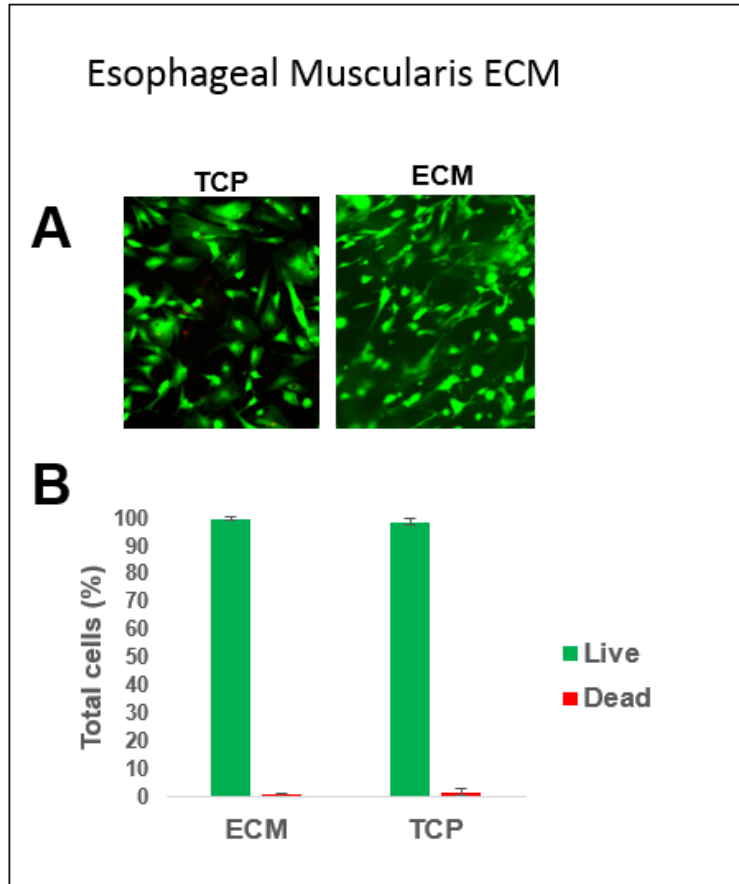 Esophageal Muscularis ECM
TCP
ECM
A
B
Total cells (%)
100
90
80
70
60
50
40
30
20
10
0
ECM
TCP
Live
Dead